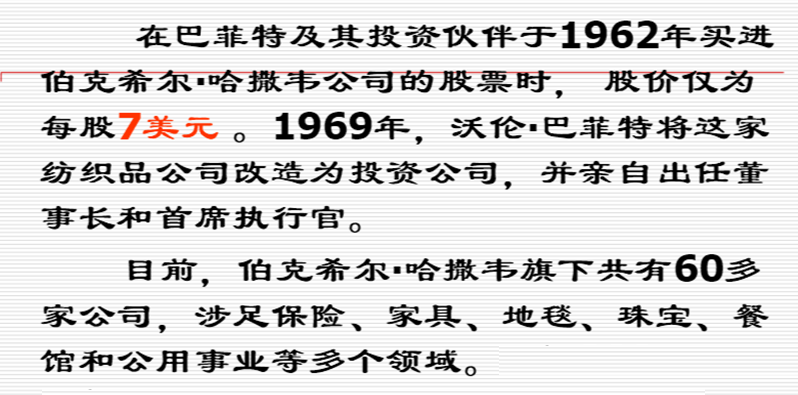 在巴菲特及其投资伙伴于1962年买进
伯克希尔·哈撒韦公司的股票时， 股价仅为
每股7美元 。1969年，沃伦·巴菲特将这家
纺织品公司改造为投资公司，并亲自出任董
事长和首席执行官。
目前，伯克希尔·哈撒韦旗下共有60多
家公司，涉足保险、家具、地毯、珠宝、餐
馆和公用事业等多个领域。